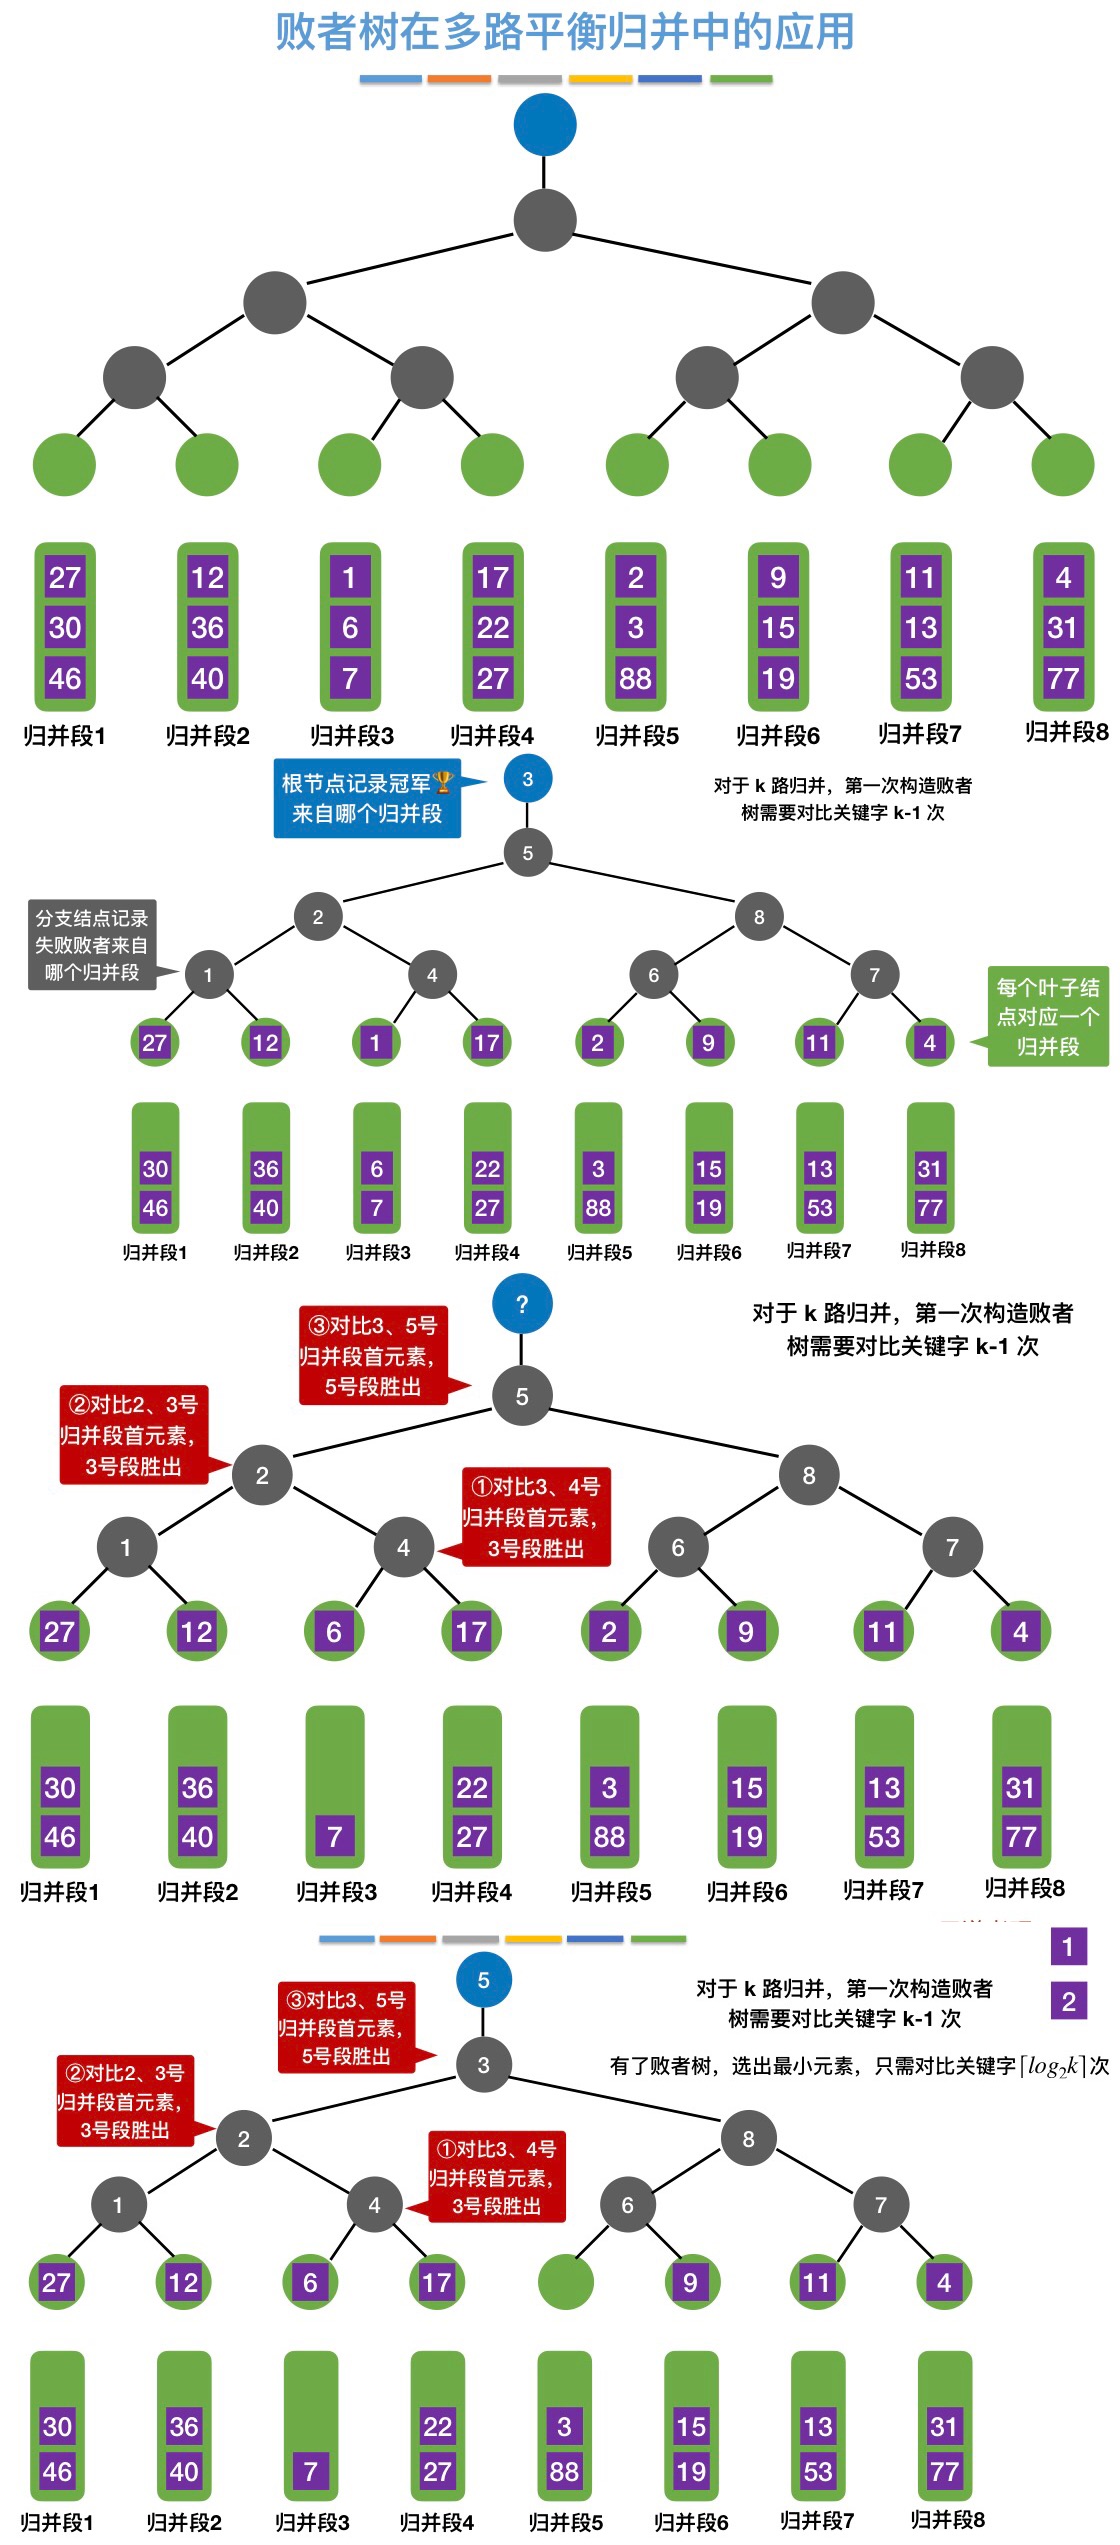 败者树在多路平衡归并中的应用
27 12 1 17 2 9 11 4
30 36 6 22 3 15 13 31
46 40 7 27 88 19 53 77
归并段1 归并段2 归并段3 归并段4 归并段5 归并段6 归并段7 归并段8
根节点记录冠军🏆
来自哪个归并段
3
对于 k 路归并，第一次构造败者
树需要对比关键字 k-1 次
5
分支结点记录
失败败者来自
哪个归并段
2 8
1 4 6 7
每个叶子结
点对应一个
归并段
27 12 1 17 2 9 11 4
30 36 6 22 3 15 13 31
46 40 7 27 88 19 53 77
归并段1 归并段2 归并段3 归并段4 归并段5 归并段6 归并段7 归并段8
?
③对比3、5号
归并段首元素，
5号段胜出
对于 k 路归并，第一次构造败者
树需要对比关键字 k-1 次
5
②对比2、3号
归并段首元素，
3号段胜出
2 8
①对比3、4号
归并段首元素，
3号段胜出
1 4 6 7
27 12 6 17 2 9 11 4
30 36 22 3 15 13 31
46 40 7 27 88 19 53 77
归并段1 归并段2 归并段3 归并段4 归并段5 归并段6 归并段7 归并段8
1
2
5
③对比3、5号
归并段首元素，
5号段胜出
对于 k 路归并，第一次构造败者
树需要对比关键字 k-1 次
有了败者树，选出最小元素，只需对比关键字⌈log₂k⌉次
3
②对比2、3号
归并段首元素，
3号段胜出
2 8
①对比3、4号
归并段首元素，
3号段胜出
1 4 6 7
27 12 6 17 9 11 4
30 36 22 3 15 13 31
46 40 7 27 88 19 53 77
归并段1 归并段2 归并段3 归并段4 归并段5 归并段6 归并段7 归并段8